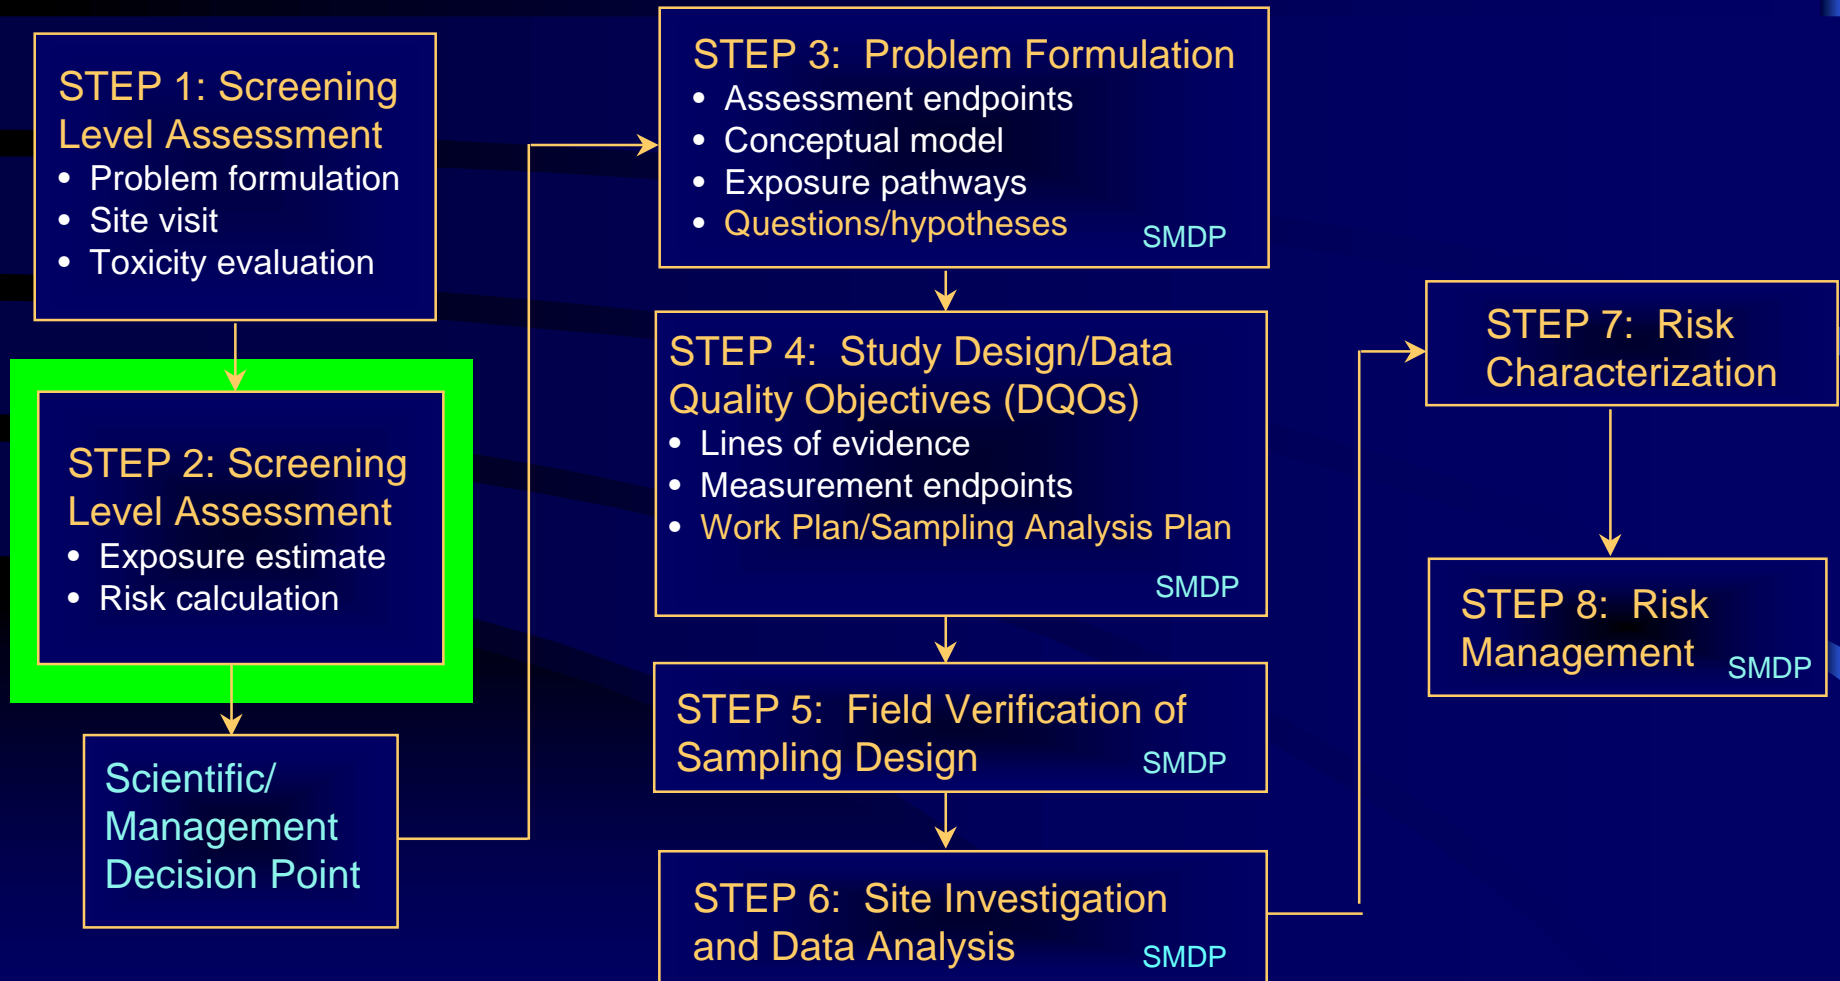 STEP 1: Screening
Level Assessment
• Problem formulation
• Site visit
• Toxicity evaluation
STEP 2: Screening
Level Assessment
• Exposure estimate
• Risk calculation
Scientific/
Management
Decision Point
STEP 3: Problem Formulation
• Assessment endpoints
• Conceptual model
• Exposure pathways
• Questions/hypotheses
SMDP
STEP 4: Study Design/Data
Quality Objectives (DQOs)
• Lines of evidence
• Measurement endpoints
• Work Plan/Sampling Analysis Plan
SMDP
STEP 5: Field Verification of
Sampling Design
SMDP
STEP 6: Site Investigation
and Data Analysis
SMDP
STEP 7: Risk
Characterization
STEP 8: Risk
Management
SMDP